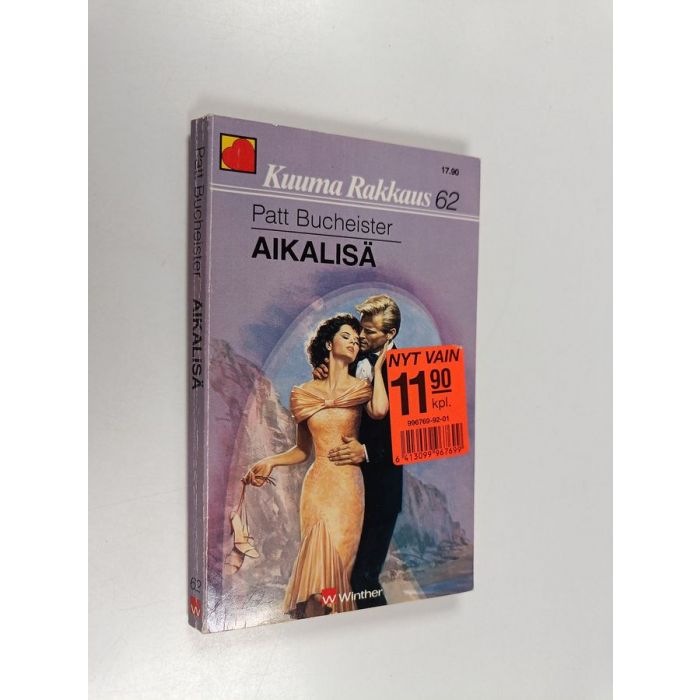 17.90
Kuuma Rakkaus 62
Patt Bucheister
AIKALISÄ
NYT VAIN
11 90
kpl.
996769-92-01
6 413099 967699
W Winther
Patt Bucheister AIKALISÄ
62
W